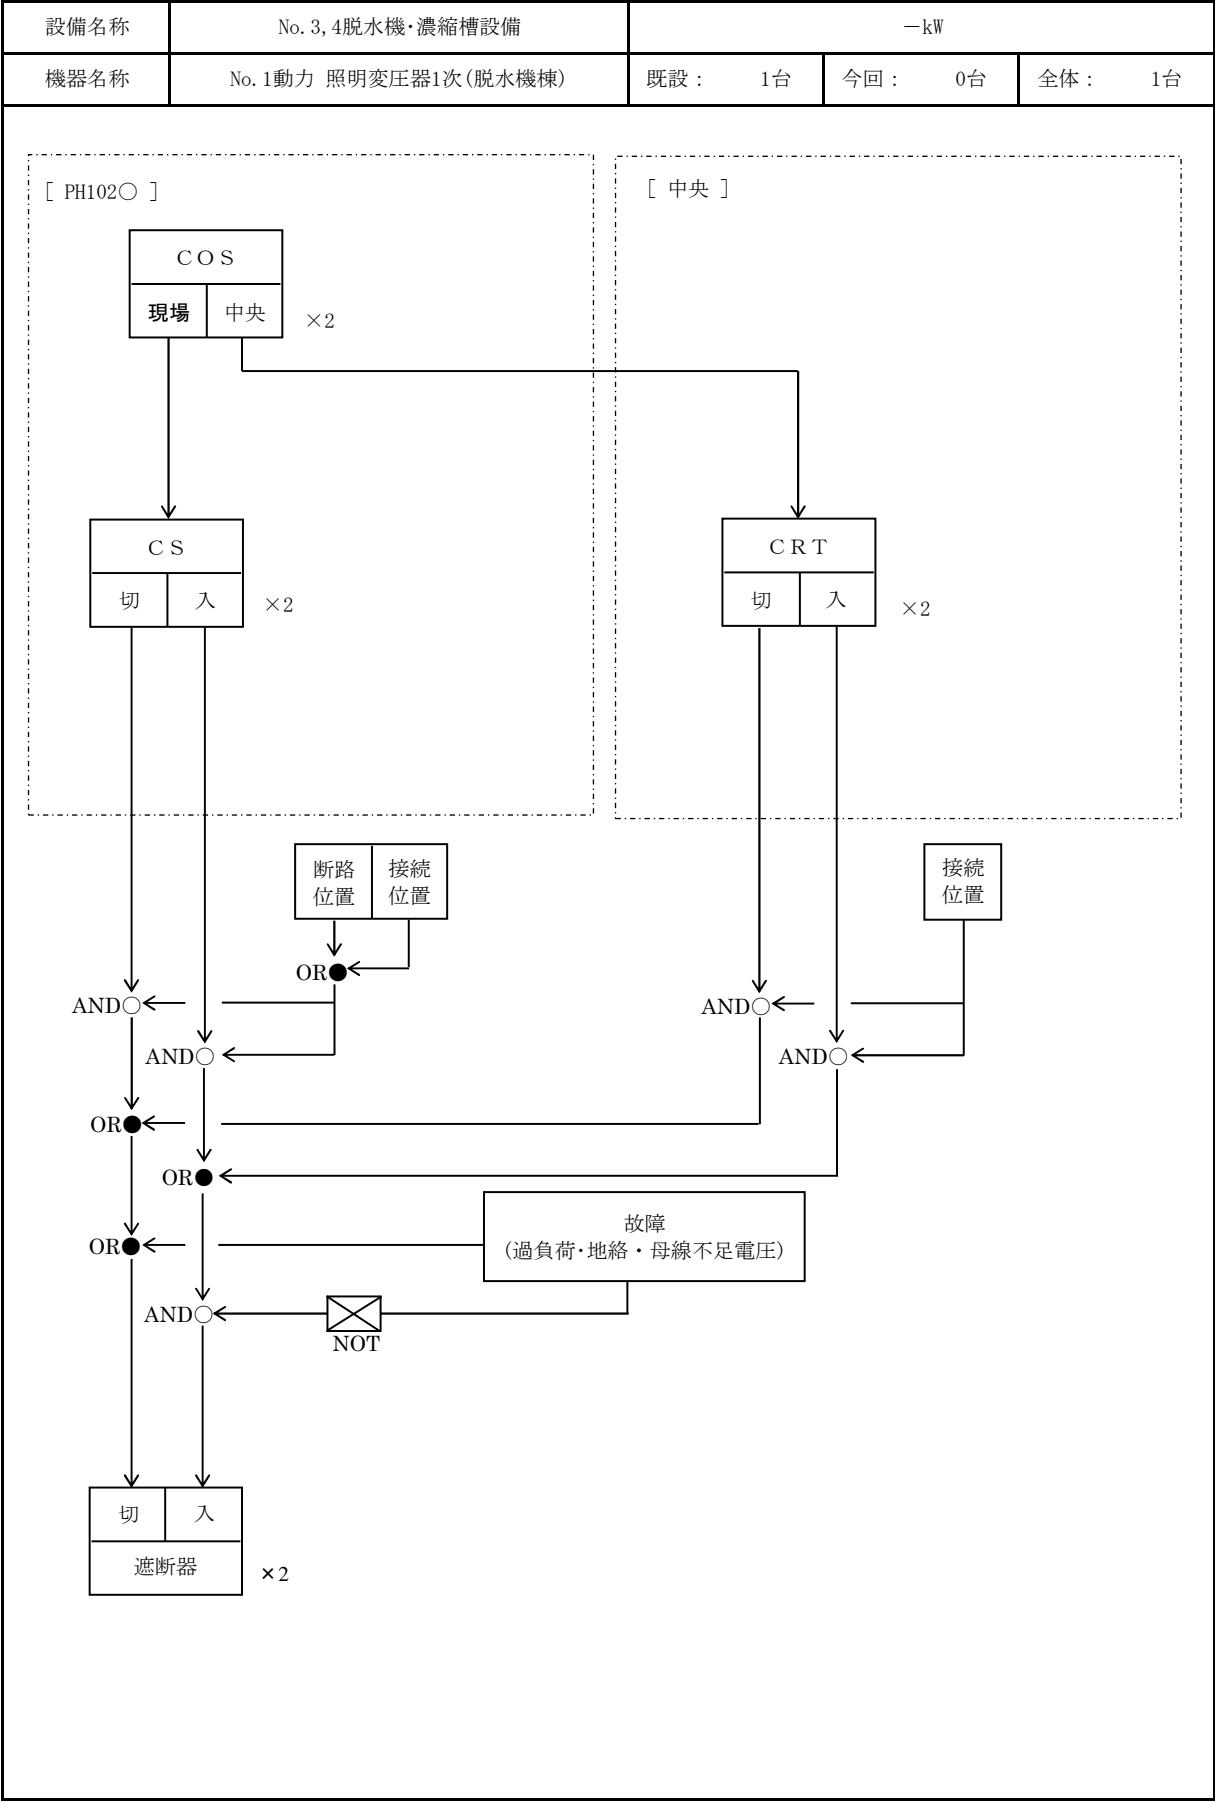 設備名称 No.3,4脱水機・濃縮槽設備 －kW
機器名称 No.1動力 照明変圧器1次(脱水機棟) 既設： 1台 今回： 0台 全体： 1台
[ PH102○ ]
[ 中央 ]
ＣＯＳ
現場 中央
×2
ＣＳ
切 入
×2
ＣＲＴ
切 入
×2
断路
位置
接続
位置
接続
位置
OR
AND
AND
AND
AND
OR
OR
故障
(過負荷・地絡・母線不足電圧)
OR
AND
NOT
切 入
遮断器
×2